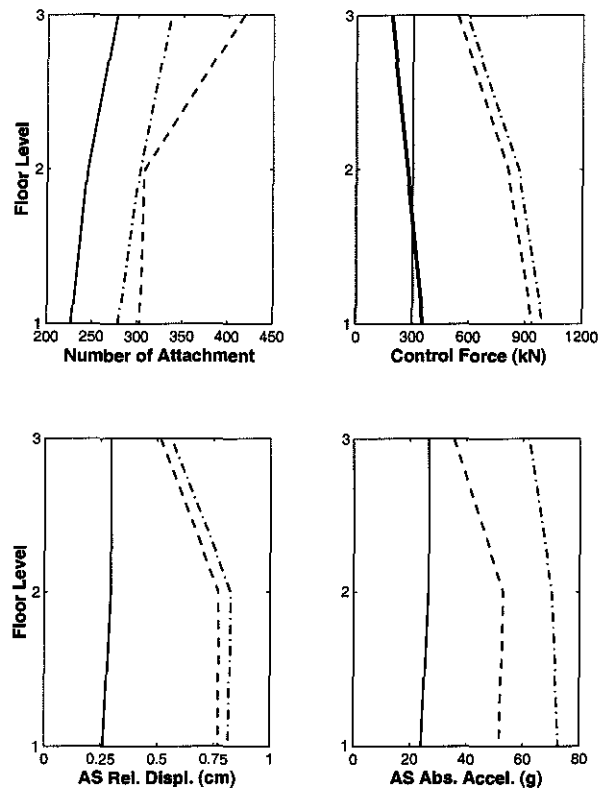 3
2
1
Floor Level
200 250 300 350 400 450
Number of Attachment
3
2
1
0 300 600 900 1200
Control Force (kN)
3
2
1
Floor Level
0 0.25 0.5 0.75 1
AS Rel. Displ. (cm)
3
2
1
0 20 40 60 80
AS Abs. Accel. (g)